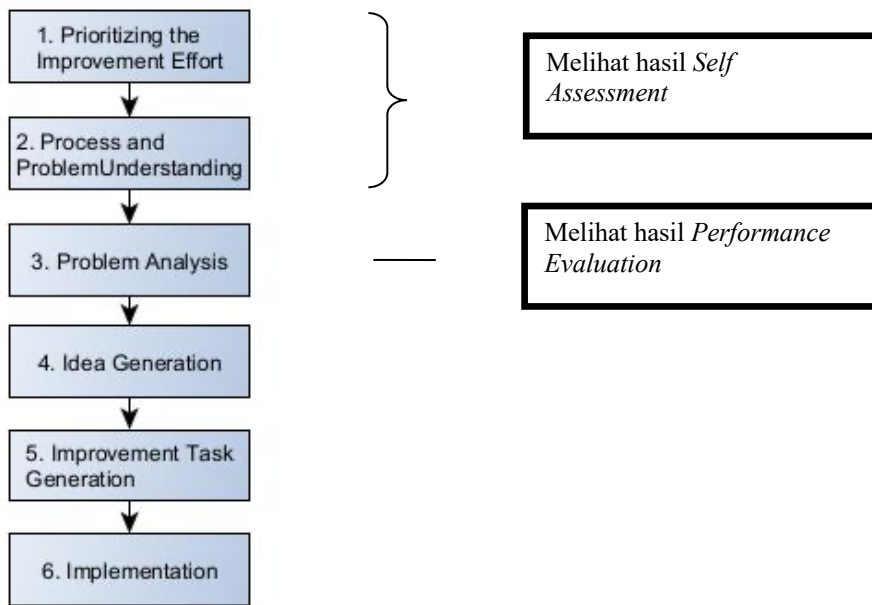 1. Prioritizing the
Improvement Effort
2. Process and
ProblemUnderstanding
3. Problem Analysis
4. Idea Generation
5. Improvement Task
Generation
6. Implementation
Melihat hasil Self
Assessment
Melihat hasil Performance
Evaluation